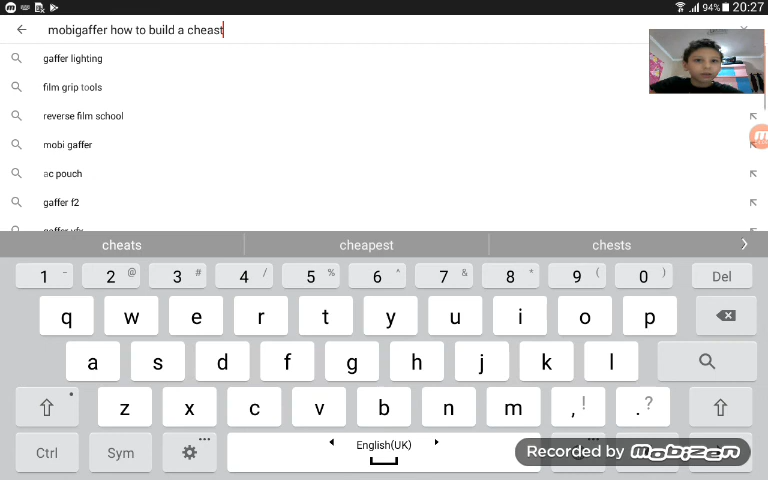 94% 20:27
mobigaffer how to build a cheast
gaffer lighting
film grip tools
reverse film school
mobi gaffer
ac pouch
gaffer f2
gaffer vfx
cheats cheapest chests
1 - 2 @ 3 # 4 / 5 % 6 ^ 7 & 8 * 9 ( 0 ) Del
q w e r t y u i o p
a s d f g h j k l
z x c v b n m , ! . ?
Ctrl Sym English(UK) Recorded by mobizen